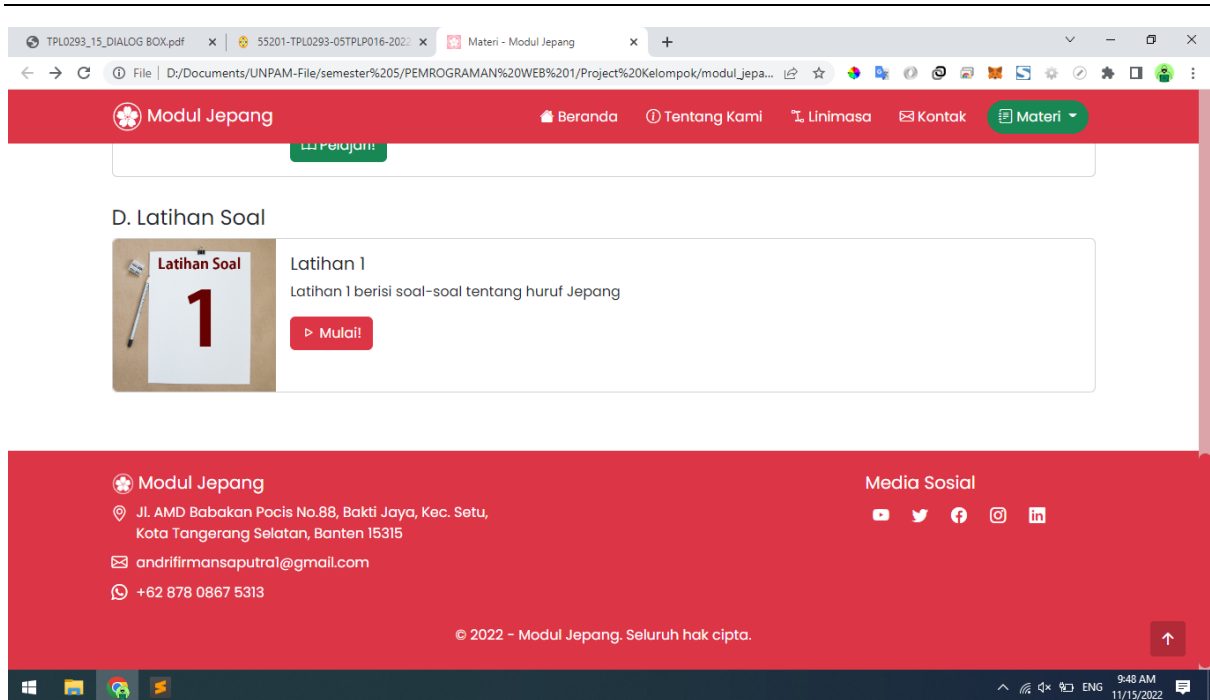 TPL0293_15_DIALOG BOX.pdf
55201-TPL0293-05TPLP016-2022
Materi - Modul Jepang
File | D:/Documents/UNPAM-File/semester%205/PEMROGRAMAN%20WEB%201/Project%20Kelompok/modul_jepa...
Modul Jepang
Beranda
Tentang Kami
Linimasa
Kontak
Materi
Pelajari!
D. Latihan Soal
Latihan Soal
1
Latihan 1
Latihan 1 berisi soal-soal tentang huruf Jepang
Mulai!
Modul Jepang
Media Sosial
Jl. AMD Babakan Pocis No.88, Bakti Jaya, Kec. Setu,
Kota Tangerang Selatan, Banten 15315
andrifirmansaputra1@gmail.com
+62 878 0867 5313
© 2022 - Modul Jepang. Seluruh hak cipta.
ENG
9:48 AM
11/15/2022